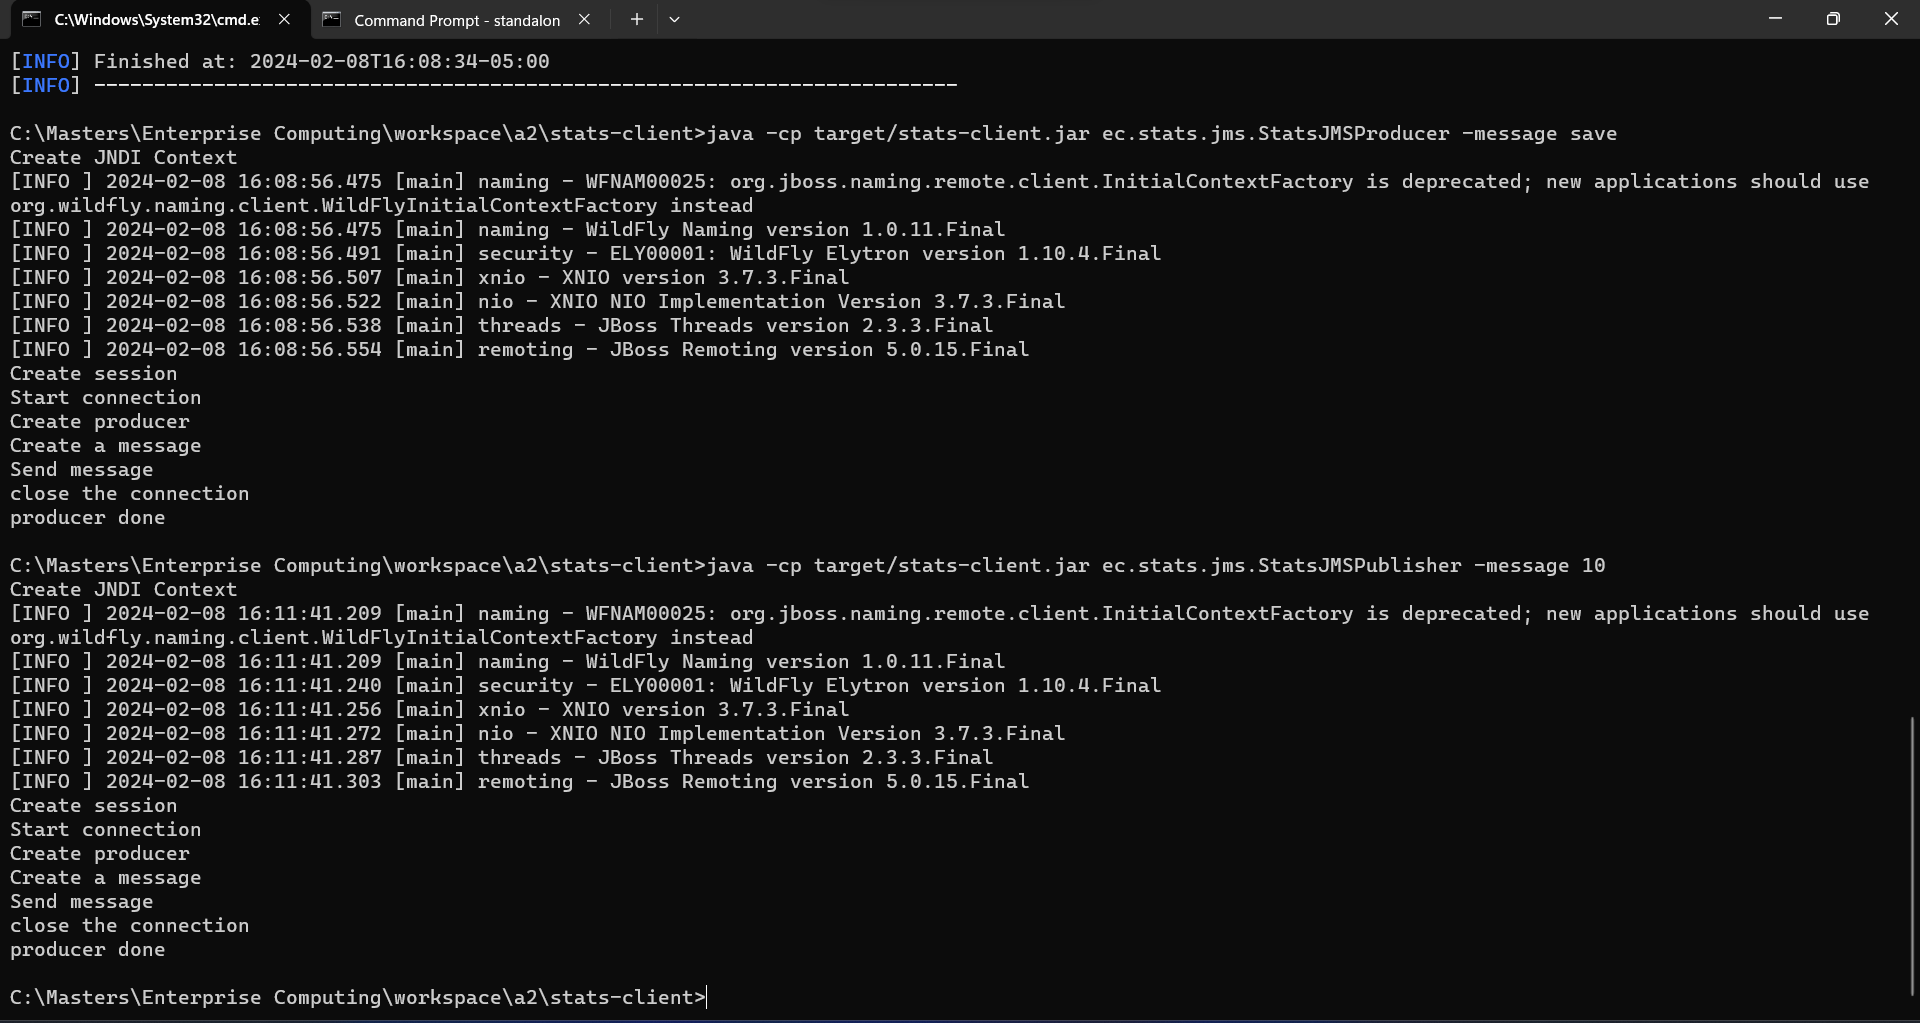 C:\Windows\System32\cmd.e
Command Prompt - standalon
[INFO] Finished at: 2024-02-08T16:08:34-05:00
[INFO] ------------------------------------------------------------------------
C:\Masters\Enterprise Computing\workspace\a2\stats-client>java -cp target/stats-client.jar ec.stats.jms.StatsJMSProducer -message save
Create JNDI Context
[INFO ] 2024-02-08 16:08:56.475 [main] naming - WFNAM00025: org.jboss.naming.remote.client.InitialContextFactory is deprecated; new applications should use
org.wildfly.naming.client.WildFlyInitialContextFactory instead
[INFO ] 2024-02-08 16:08:56.475 [main] naming - WildFly Naming version 1.0.11.Final
[INFO ] 2024-02-08 16:08:56.491 [main] security - ELY00001: WildFly Elytron version 1.10.4.Final
[INFO ] 2024-02-08 16:08:56.507 [main] xnio - XNIO version 3.7.3.Final
[INFO ] 2024-02-08 16:08:56.522 [main] nio - XNIO NIO Implementation Version 3.7.3.Final
[INFO ] 2024-02-08 16:08:56.538 [main] threads - JBoss Threads version 2.3.3.Final
[INFO ] 2024-02-08 16:08:56.554 [main] remoting - JBoss Remoting version 5.0.15.Final
Create session
Start connection
Create producer
Create a message
Send message
close the connection
producer done
C:\Masters\Enterprise Computing\workspace\a2\stats-client>java -cp target/stats-client.jar ec.stats.jms.StatsJMSPublisher -message 10
Create JNDI Context
[INFO ] 2024-02-08 16:11:41.209 [main] naming - WFNAM00025: org.jboss.naming.remote.client.InitialContextFactory is deprecated; new applications should use
org.wildfly.naming.client.WildFlyInitialContextFactory instead
[INFO ] 2024-02-08 16:11:41.209 [main] naming - WildFly Naming version 1.0.11.Final
[INFO ] 2024-02-08 16:11:41.240 [main] security - ELY00001: WildFly Elytron version 1.10.4.Final
[INFO ] 2024-02-08 16:11:41.256 [main] xnio - XNIO version 3.7.3.Final
[INFO ] 2024-02-08 16:11:41.272 [main] nio - XNIO NIO Implementation Version 3.7.3.Final
[INFO ] 2024-02-08 16:11:41.287 [main] threads - JBoss Threads version 2.3.3.Final
[INFO ] 2024-02-08 16:11:41.303 [main] remoting - JBoss Remoting version 5.0.15.Final
Create session
Start connection
Create producer
Create a message
Send message
close the connection
producer done
C:\Masters\Enterprise Computing\workspace\a2\stats-client>